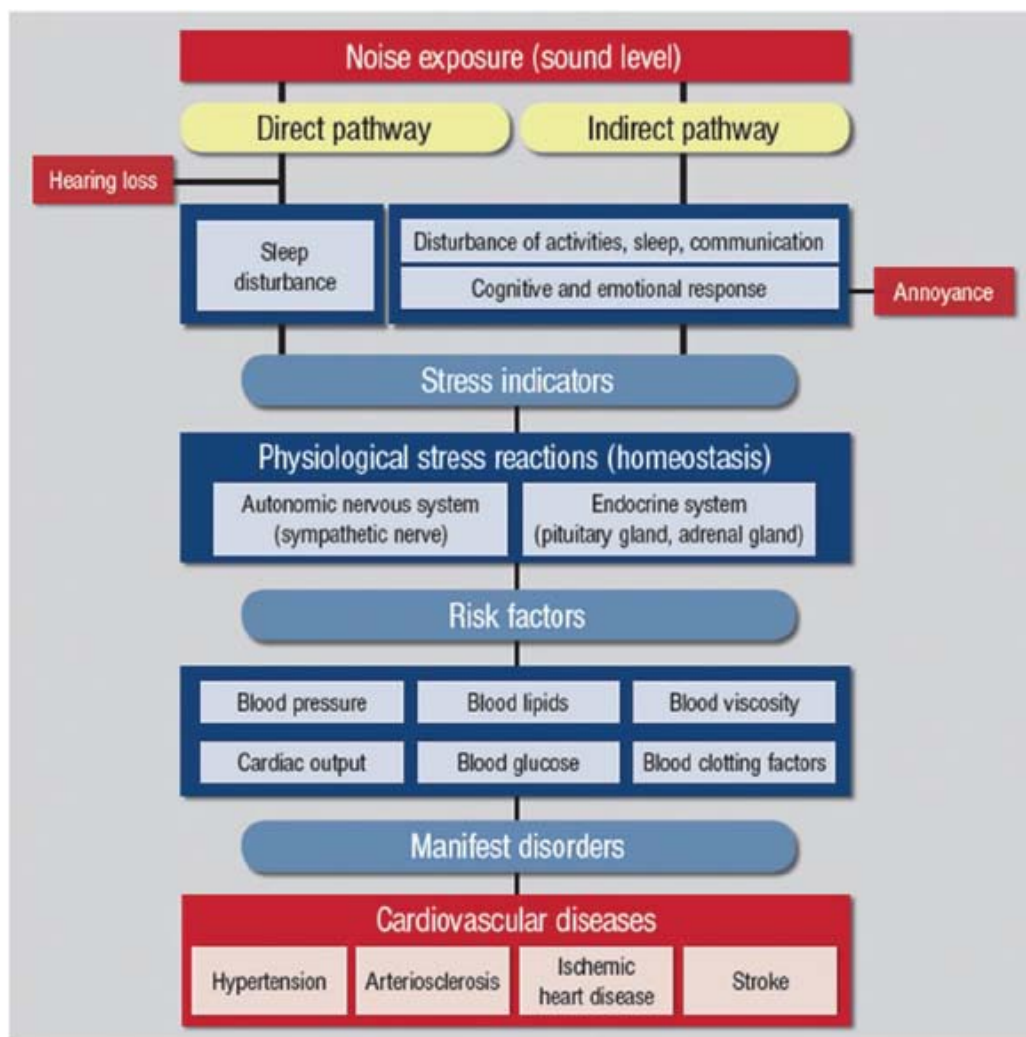 Noise exposure (sound level)
Direct pathway
Indirect pathway
Hearing loss
Sleep
disturbance
Disturbance of activities, sleep, communication
Cognitive and emotional response
Annoyance
Stress indicators
Physiological stress reactions (homeostasis)
Autonomic nervous system
(sympathetic nerve)
Endocrine system
(pituitary gland, adrenal gland)
Risk factors
Blood pressure
Blood lipids
Blood viscosity
Cardiac output
Blood glucose
Blood clotting factors
Manifest disorders
Cardiovascular diseases
Hypertension
Arteriosclerosis
Ischemic
heart disease
Stroke